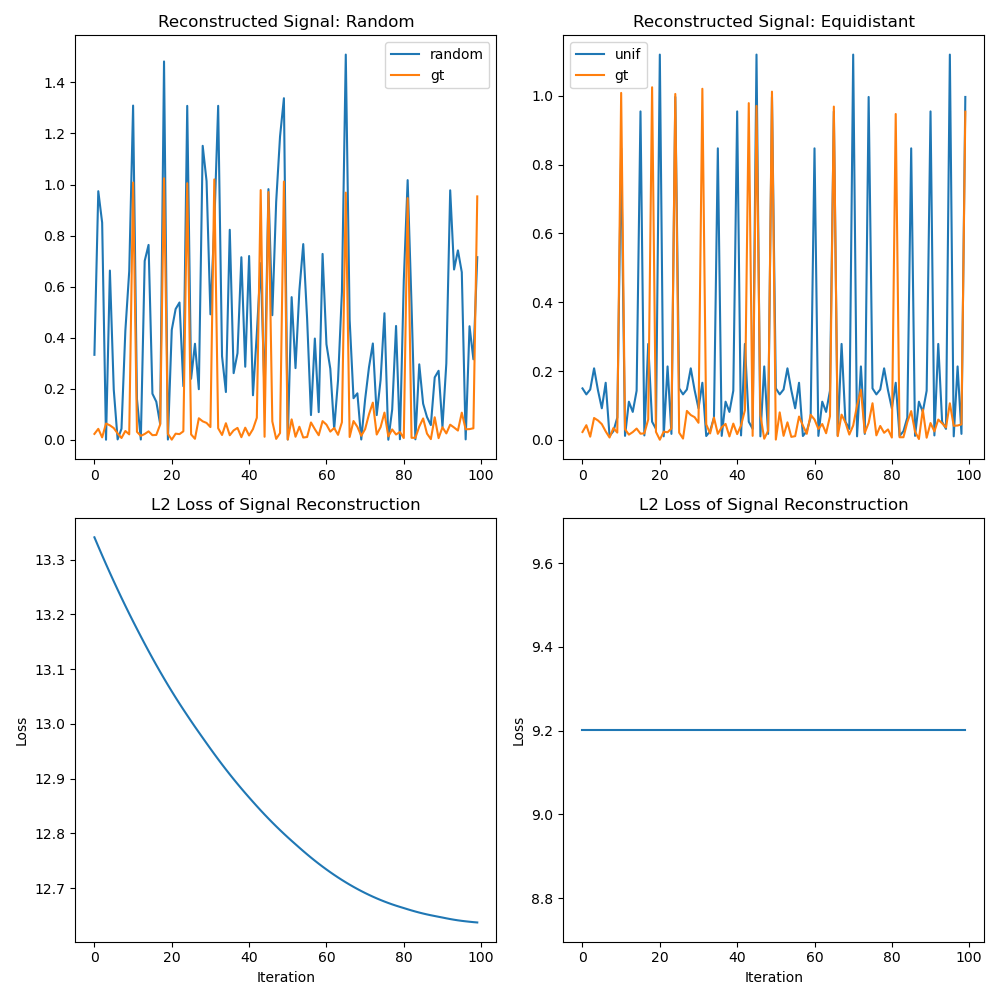 Reconstructed Signal: Random
1.4
1.2
1.0
0.8
0.6
0.4
0.2
0.0
random
gt
0 20 40 60 80 100
Reconstructed Signal: Equidistant
1.0
0.8
0.6
0.4
0.2
0.0
unif
gt
0 20 40 60 80 100
L2 Loss of Signal Reconstruction
Loss
13.3
13.2
13.1
13.0
12.9
12.8
12.7
0 20 40 60 80 100
Iteration
L2 Loss of Signal Reconstruction
Loss
9.6
9.4
9.2
9.0
8.8
0 20 40 60 80 100
Iteration